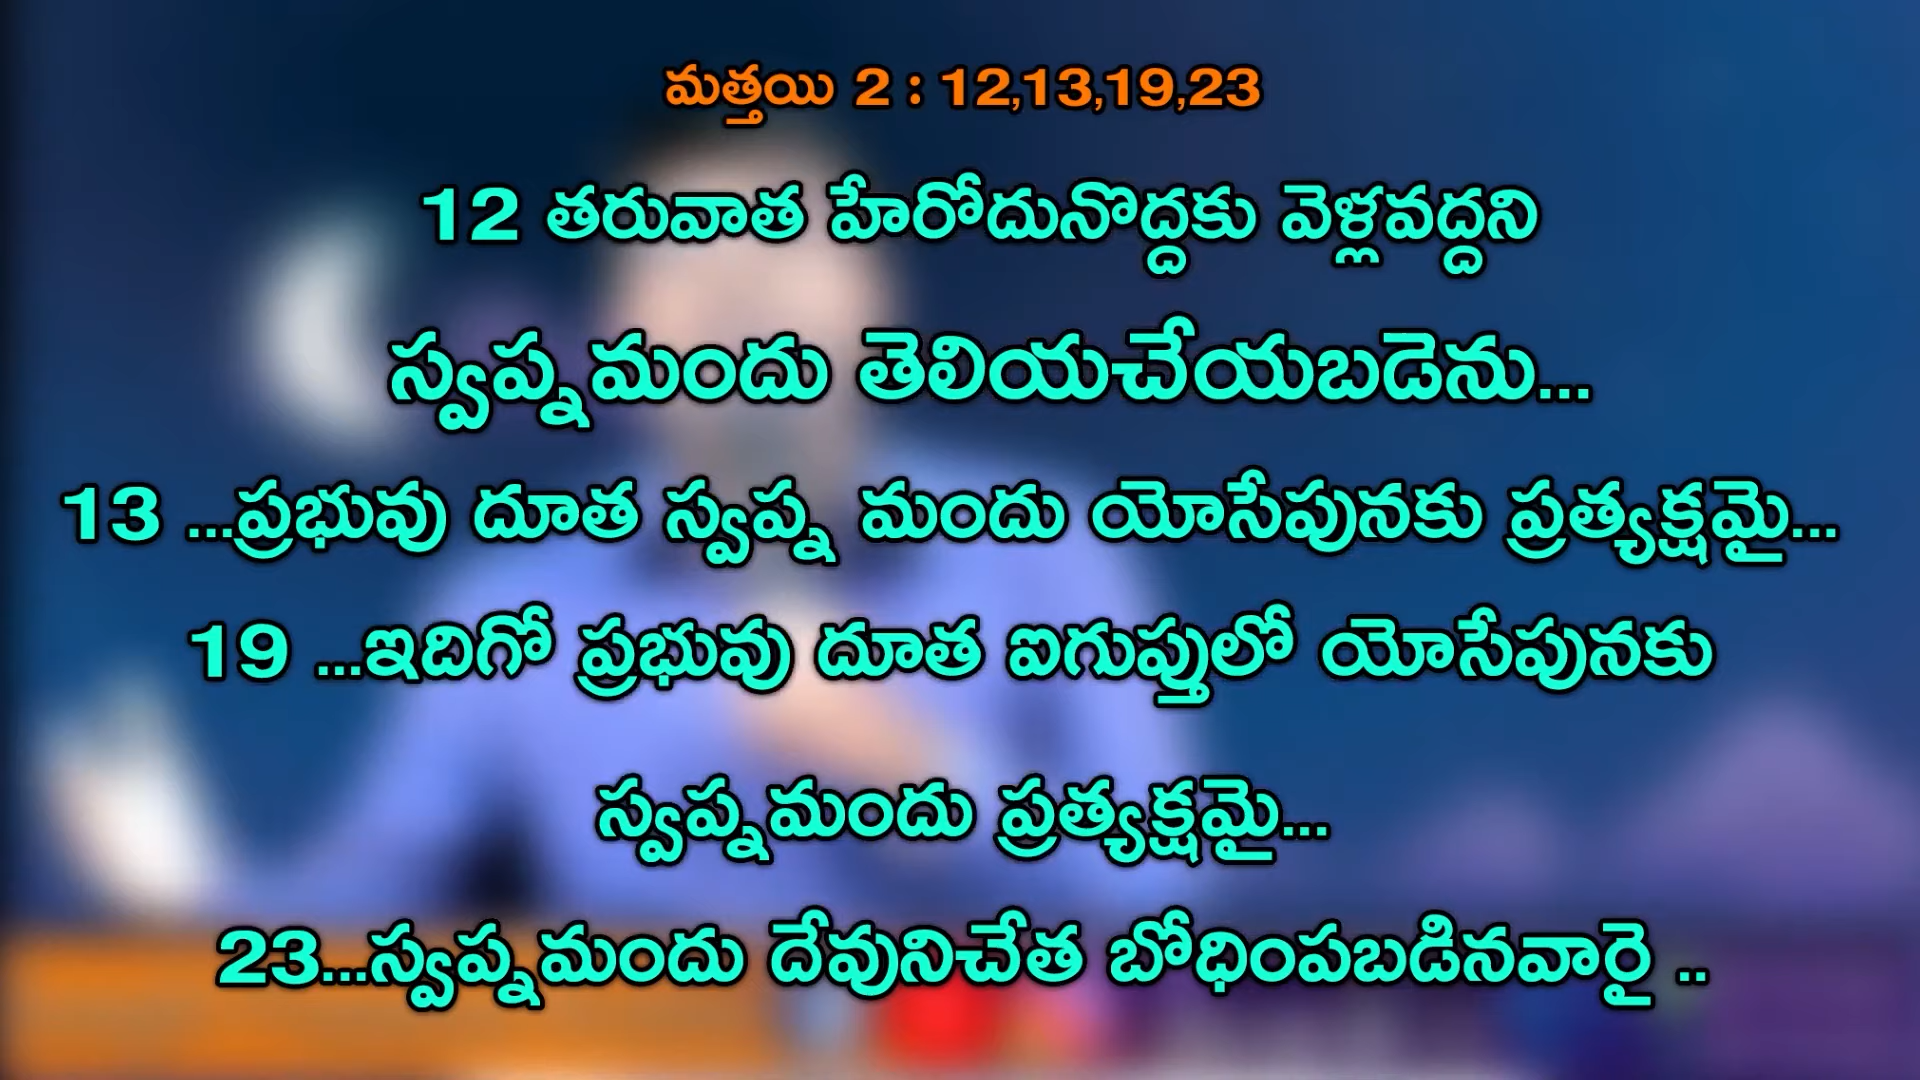 మత్తయి 2 : 12,13,19,23
12 తరువాత హేరోదునొద్దకు వెళ్లవద్దని
స్వప్నమందు తెలియచేయబడెను...
13 ...ప్రభువు దూత స్వప్న మందు యోసేపునకు ప్రత్యక్షమై...
19 ...ఇదిగో ప్రభువు దూత ఐగుప్తులో యోసేపునకు
స్వప్నమందు ప్రత్యక్షమై...
23...స్వప్నమందు దేవునిచేత బోధింపబడినవారై ..